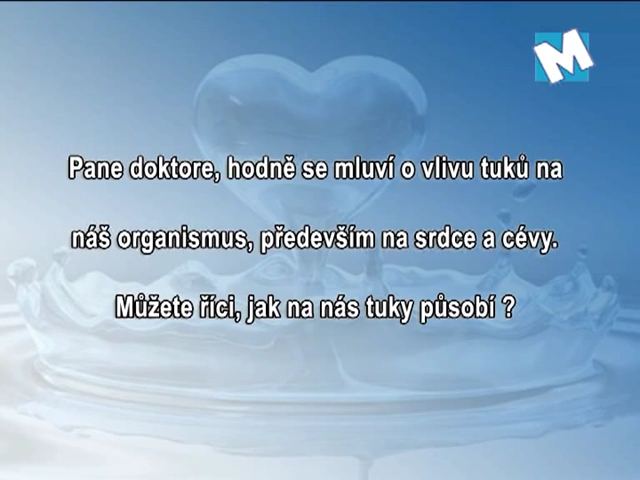 M
Pane doktore, hodně se mluví o vlivu tuků na
náš organismus, především na srdce a cévy.
Můžete říci, jak na nás tuky působí ?